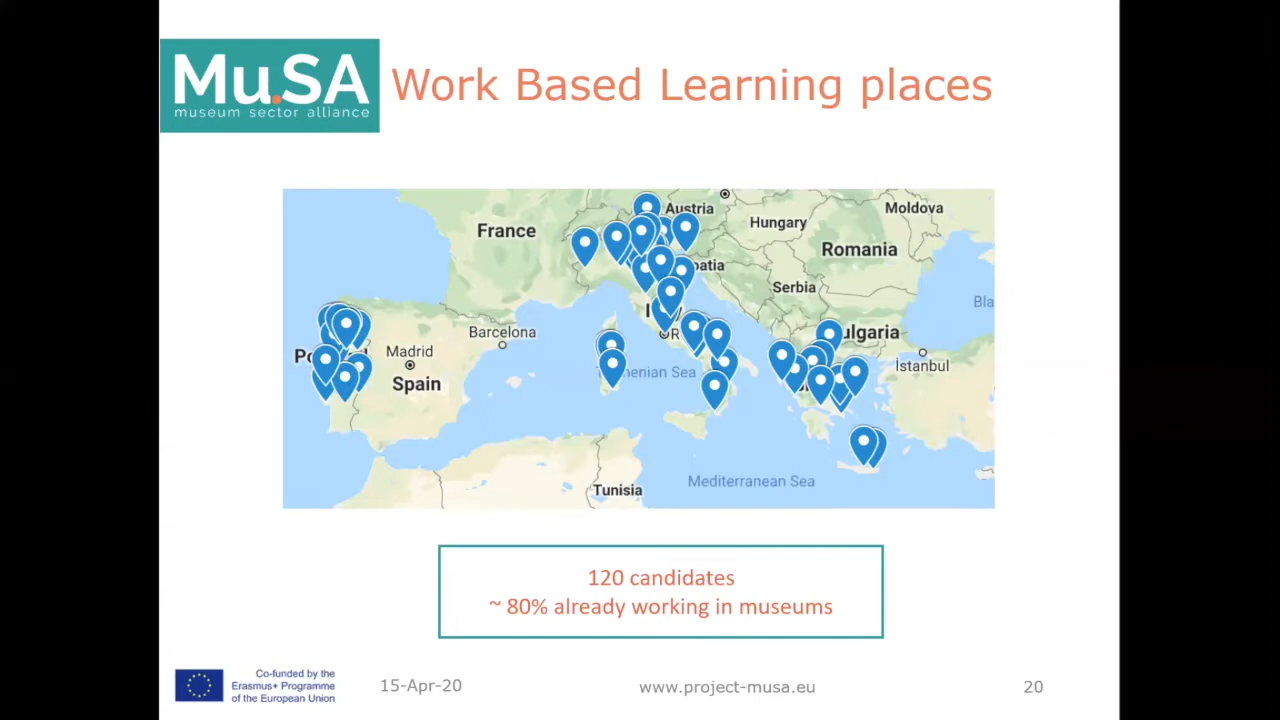 Mu.SA
museum sector alliance
Work Based Learning places
Austria
Moldova
Hungary
France
Romania
Serbia
Barcelona
Madrid
Spain
İstanbul
Mediterranean Sea
Tunisia
120 candidates
~ 80% already working in museums
Co-funded by the
Erasmus+ Programme
of the European Union
15-Apr-20
www.project-musa.eu
20